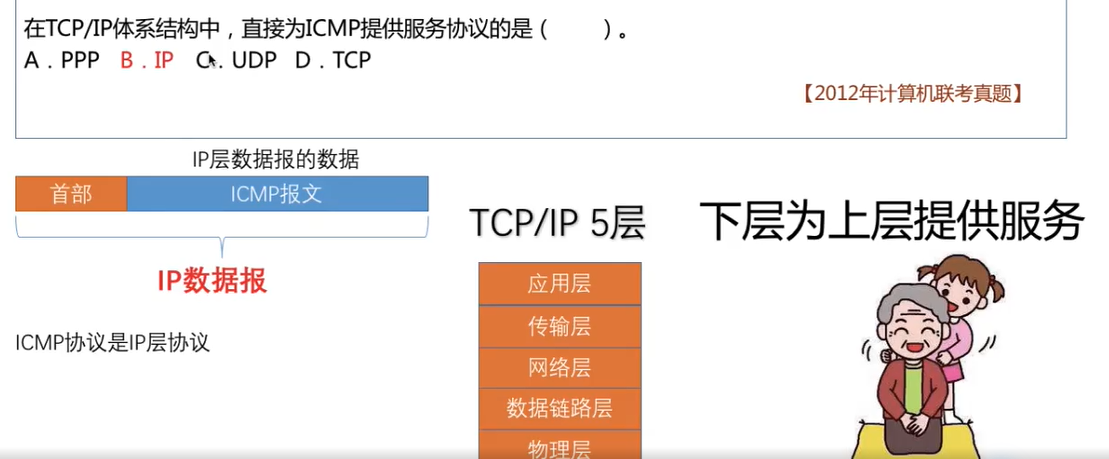 在TCP/IP体系结构中，直接为ICMP提供服务协议的是（　　）。
A．PPP B．IP C．UDP D．TCP
【2012年计算机联考真题】
IP层数据报的数据
首部 ICMP报文
IP数据报
ICMP协议是IP层协议
TCP/IP 5层
应用层
传输层
网络层
数据链路层
物理层
下层为上层提供服务